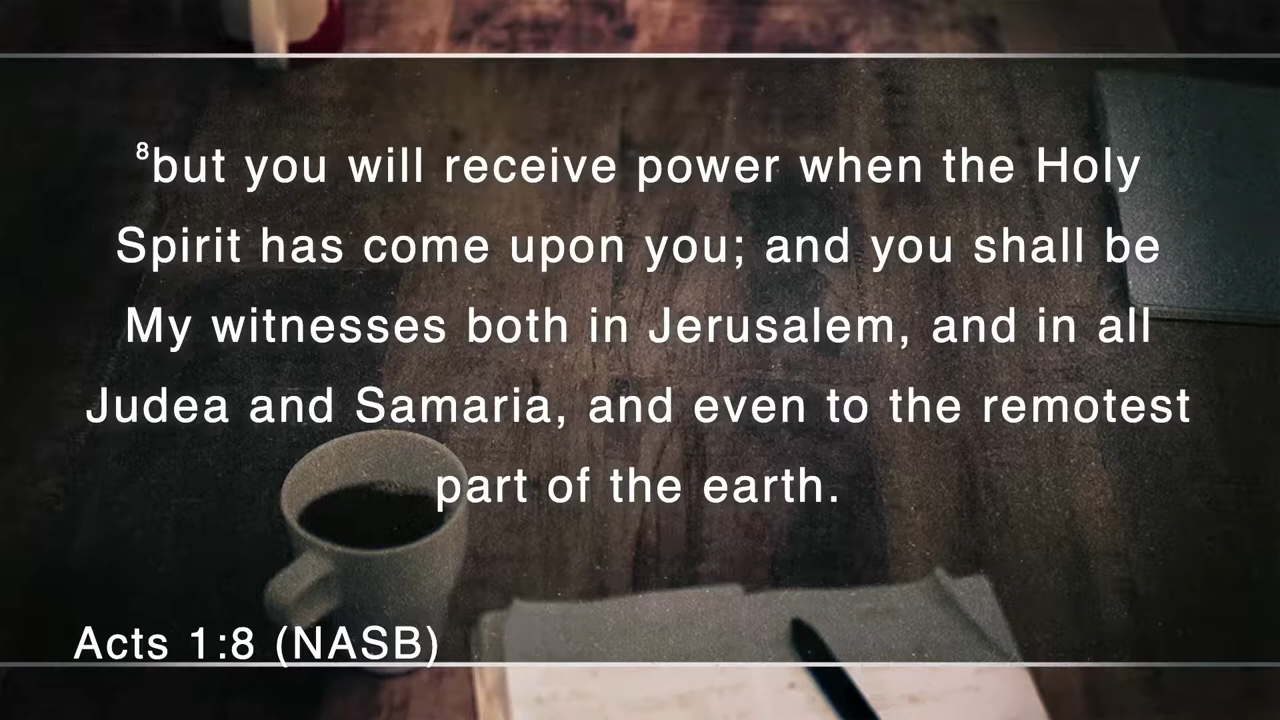 ⁸but you will receive power when the Holy
Spirit has come upon you; and you shall be
My witnesses both in Jerusalem, and in all
Judea and Samaria, and even to the remotest
part of the earth.
Acts 1:8 (NASB)